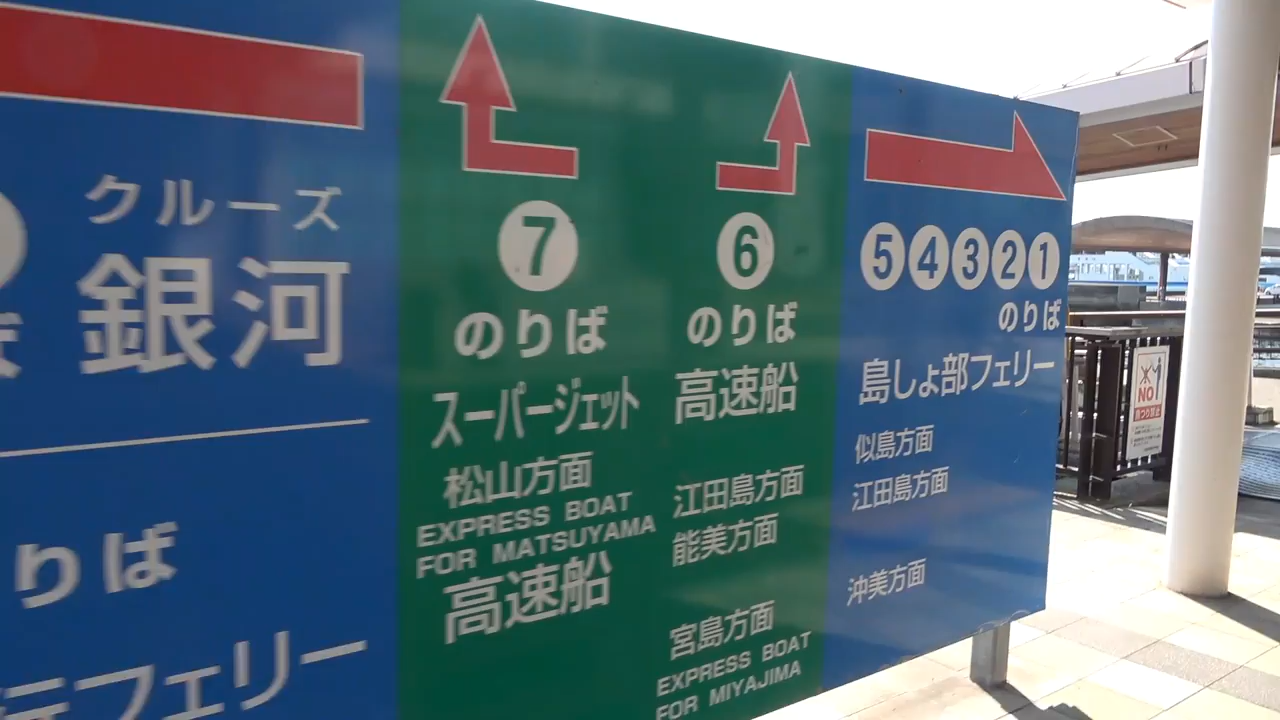 クルーズ
銀河
りば
フェリー
7
のりば
スーパージェット
松山方面
EXPRESS BOAT
FOR MATSUYAMA
高速船
6
のりば
高速船
江田島方面
能美方面
宮島方面
EXPRESS BOAT
FOR MIYAJIMA
5 4 3 2 1
のりば
島しょ部フェリー
似島方面
江田島方面
沖美方面
NO!
釣り禁止